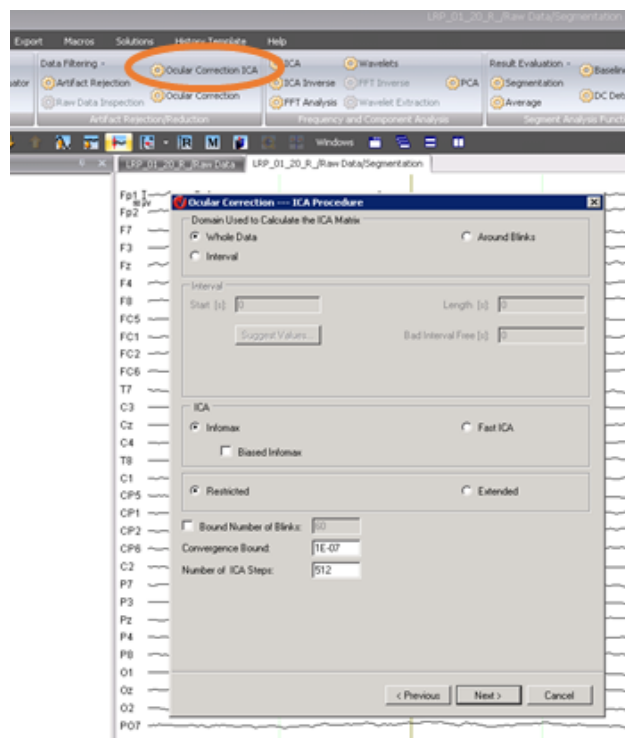 LRP_01_20_R_/Raw Data/Segmentation
Export Macros Solutions History Template Help
Data Filtering Ocular Correction ICA ICA Wavelets Result Evaluation Baseline
Artifact Rejection ICA Inverse FFT Inverse PCA Segmentation
Raw Data Inspection Ocular Correction FFT Analysis Wavelet Extraction Average DC Det
Artifact Rejection/Reduction Frequency and Component Analysis Segment Analysis Functi
R M Windows
LRP_01_20_R_/Raw Data LRP_01_20_R_/Raw Data/Segmentation
Fp1
Fp2
F7
F3
Fz
F4
F8
FC5
FC1
FC2
FC6
T7
C3
Cz
C4
T8
C1
CP5
CP1
CP2
CP6
C2
P7
P3
Pz
P4
P8
O1
Oz
O2
PO7
Ocular Correction --- ICA Procedure
Domain Used to Calculate the ICA Matrix
Whole Data Around Blinks
Interval
Interval
Start [s]: 0 Length [s]: 0
Suggest Values... Bad Interval Free [s]: 0
ICA
Infomax Fast ICA
Biased Infomax
Restricted Extended
Bound Number of Blinks: 60
Convergence Bound: 1E-07
Number of ICA Steps: 512
< Previous Next > Cancel